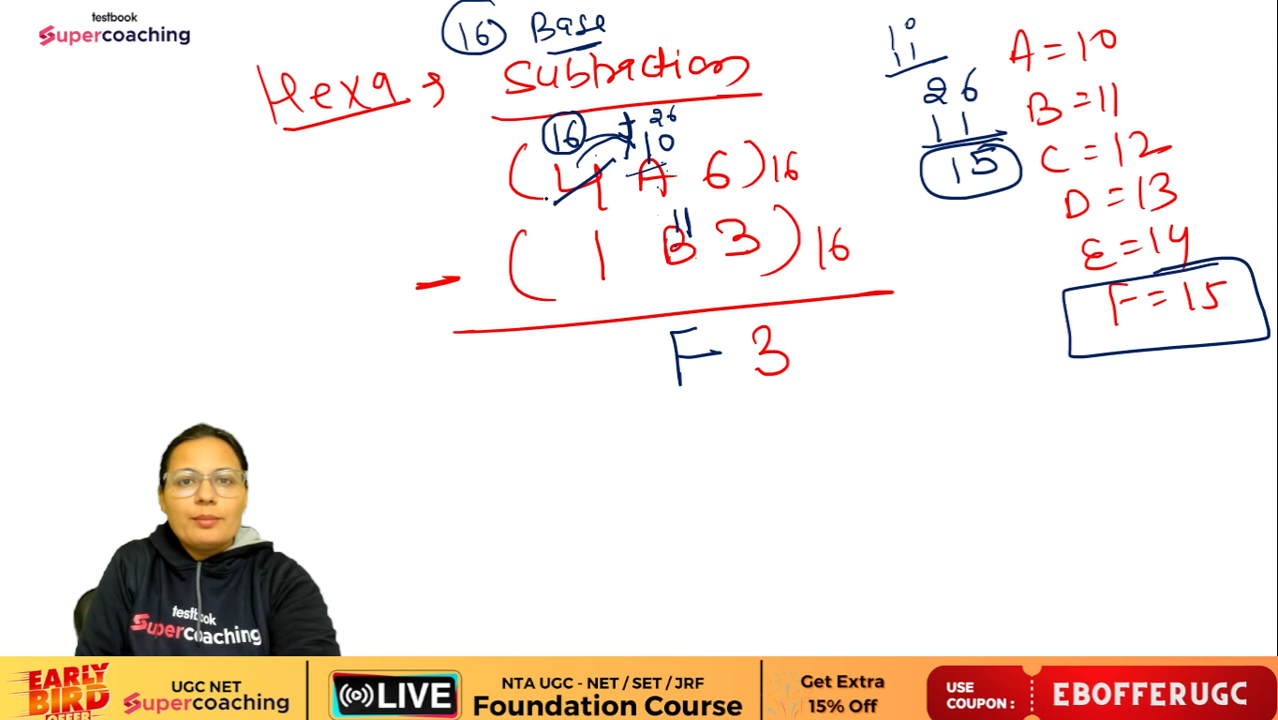 testbook
Supercoaching
16 Base
Hexa, Subtraction
16 + 26
10
(4 A 6)16
11
- (1 B 3)16
F 3
10
11
26
11
15
A = 10
B = 11
C = 12
D = 13
E = 14
F = 15
testbook
Supercoaching
EARLY
BIRD
OFFER
UGC NET
Supercoaching
LIVE
NTA UGC - NET / SET / JRF
Foundation Course
Get Extra
15% Off
USE
COUPON :
EBOFFERUGC